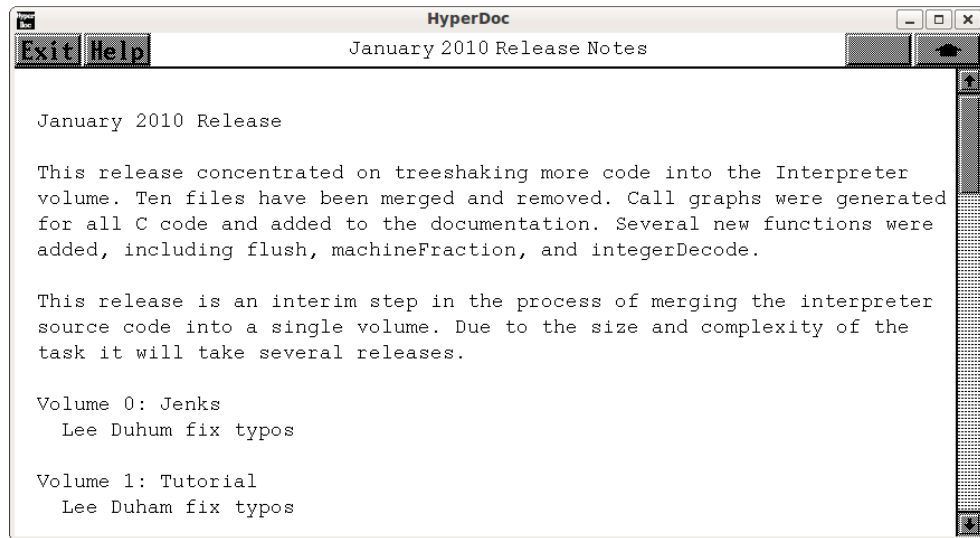 Hyper
Doc
HyperDoc
Exit Help
January 2010 Release Notes
January 2010 Release
This release concentrated on treeshaking more code into the Interpreter
volume. Ten files have been merged and removed. Call graphs were generated
for all C code and added to the documentation. Several new functions were
added, including flush, machineFraction, and integerDecode.
This release is an interim step in the process of merging the interpreter
source code into a single volume. Due to the size and complexity of the
task it will take several releases.
Volume 0: Jenks
Lee Duhum fix typos
Volume 1: Tutorial
Lee Duham fix typos